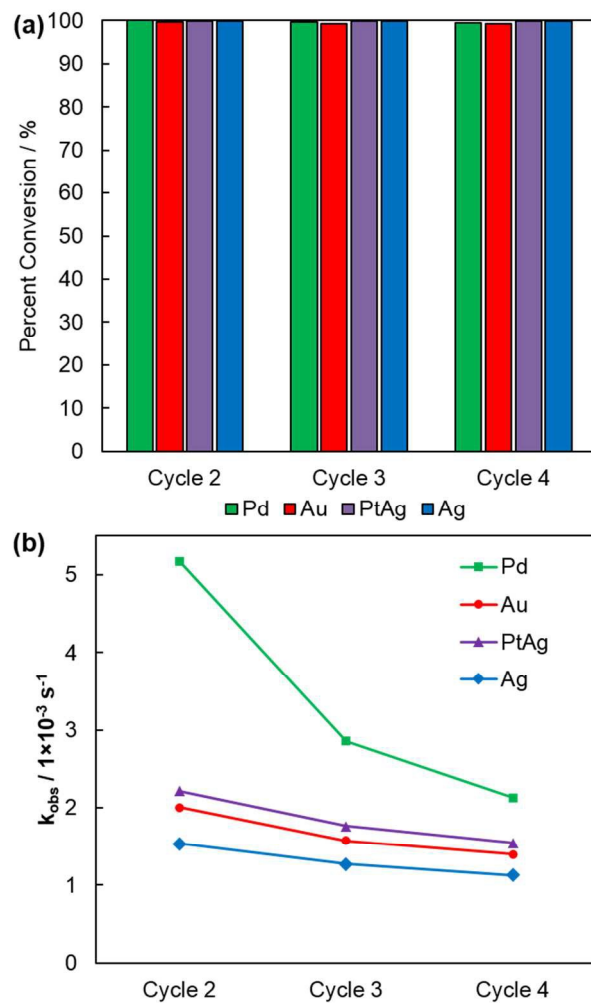 (a)
100
90
80
70
60
50
40
30
20
10
0
Percent Conversion / %
Cycle 2 Cycle 3 Cycle 4
Pd Au PtAg Ag
(b)
5
4
3
2
1
0
k_obs / 1×10⁻³ s⁻¹
Pd
Au
PtAg
Ag
Cycle 2 Cycle 3 Cycle 4